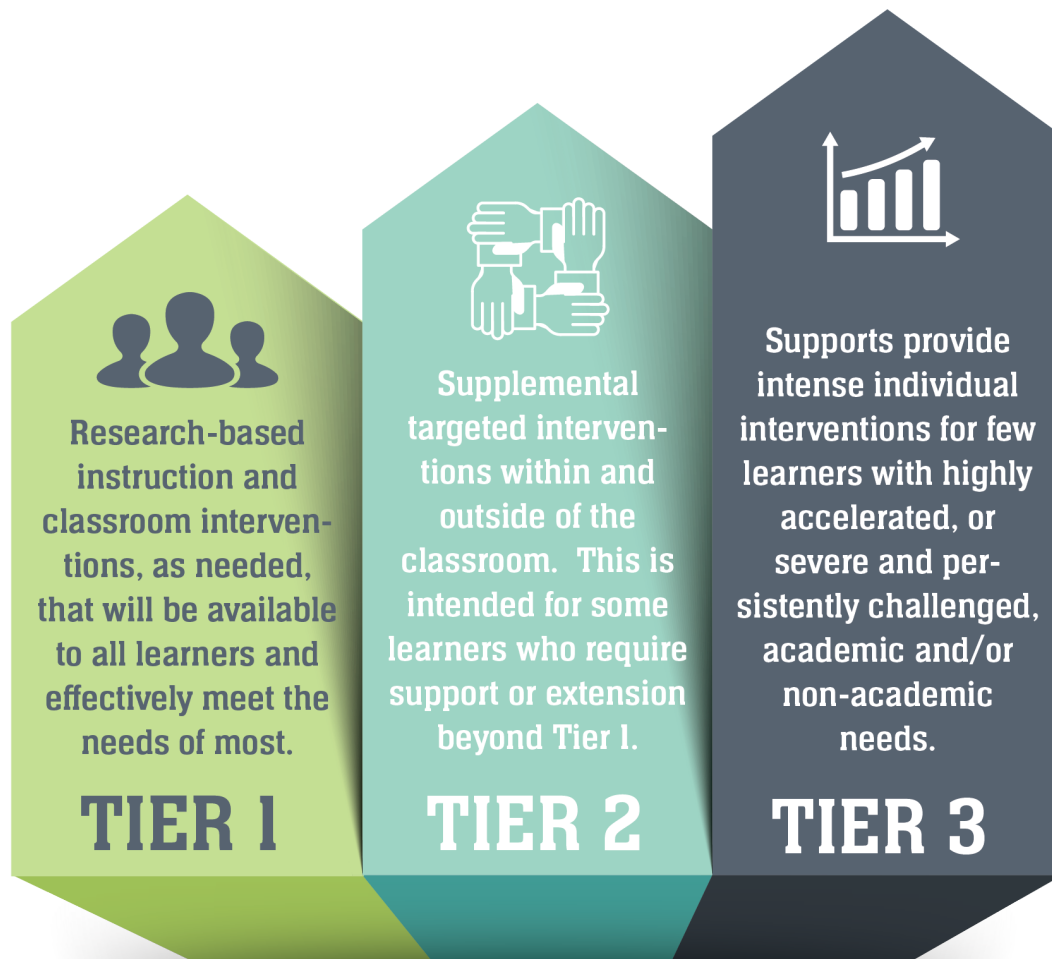 Research-based
instruction and
classroom interven-
tions, as needed,
that will be available
to all learners and
effectively meet the
needs of most.
TIER 1
Supplemental
targeted interven-
tions within and
outside of the
classroom.  This is
intended for some
learners who require
support or extension
beyond Tier 1.
TIER 2
Supports provide
intense individual
interventions for few
learners with highly
accelerated, or
severe and per-
sistently challenged,
academic and/or
non-academic
needs.
TIER 3